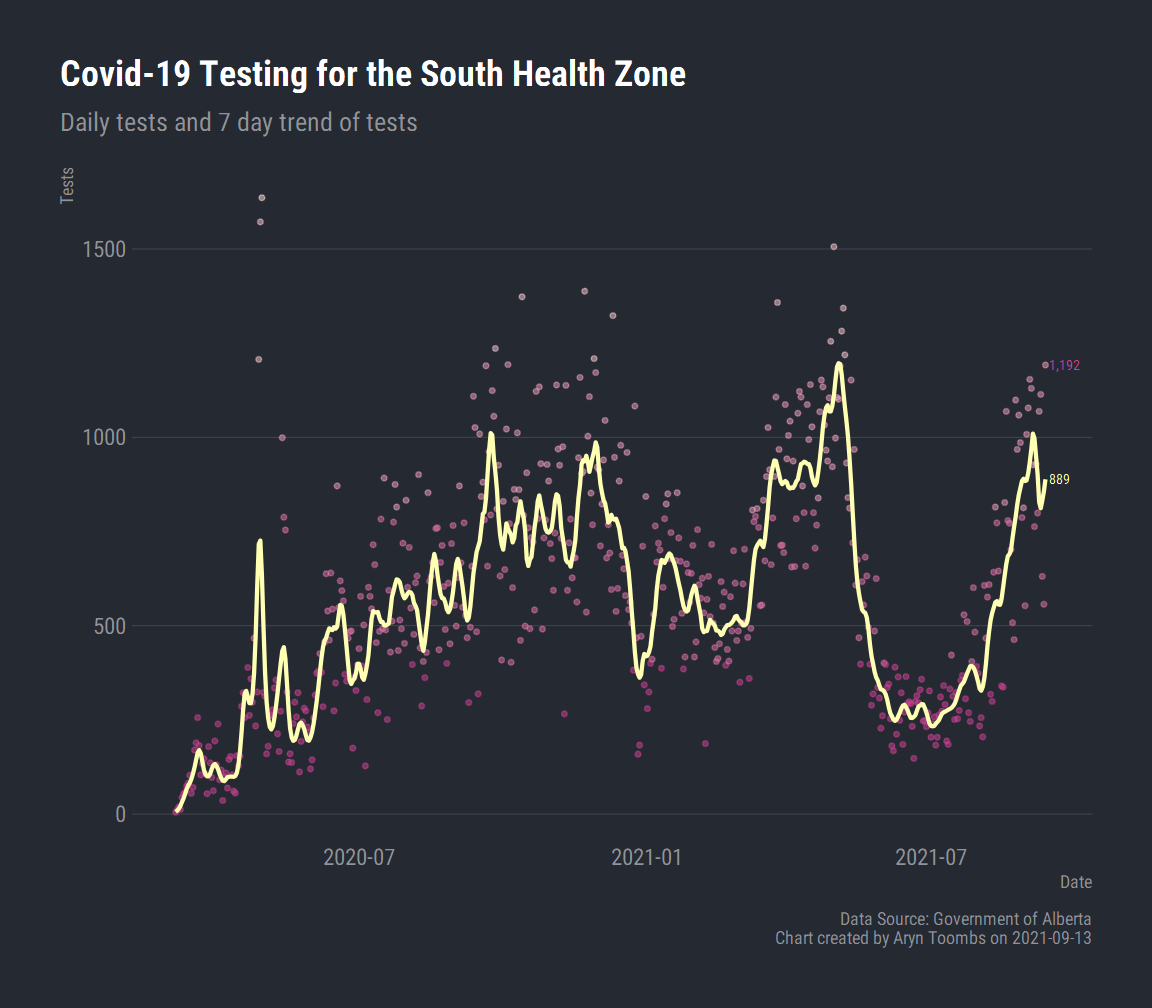 Covid-19 Testing for the South Health Zone
Daily tests and 7 day trend of tests
Tests
1500
1,192
1000
889
500
0
2020-07 2021-01 2021-07
Date
Data Source: Government of Alberta
Chart created by Aryn Toombs on 2021-09-13